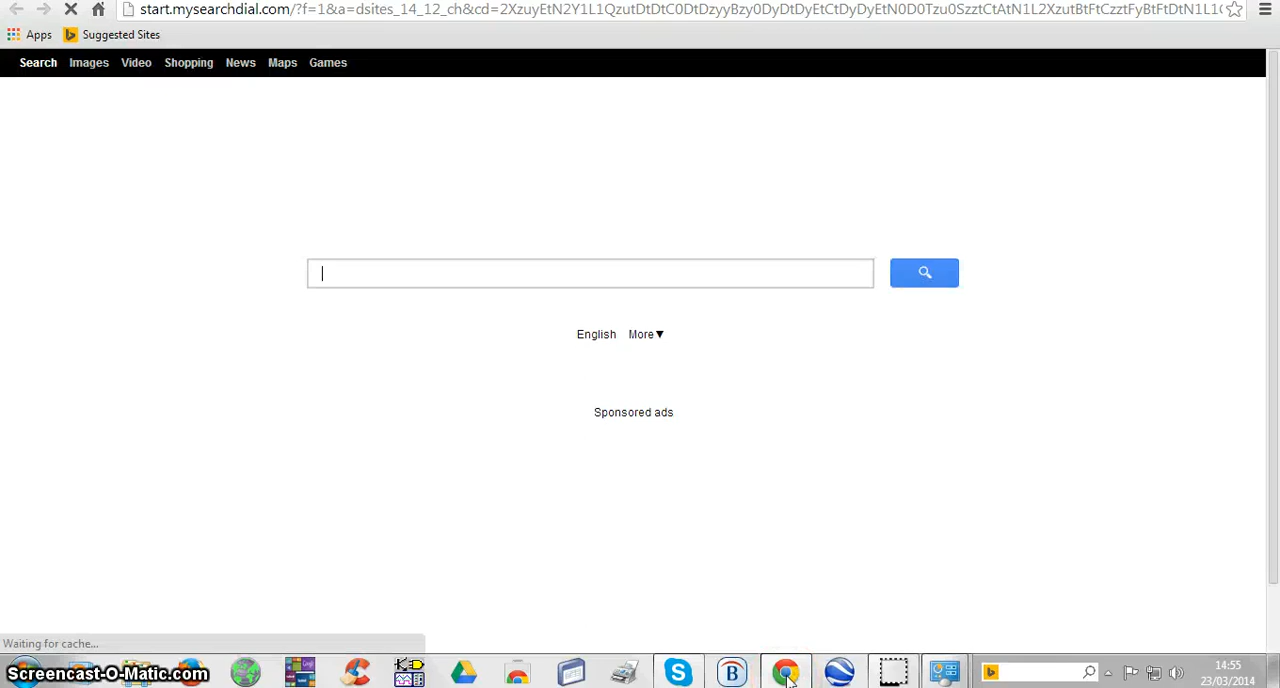 start.mysearchdial.com/?f=1&a=dsites_14_12_ch&cd=2XzuyEtN2Y1L1QzutDtDtC0DtDzyyBzy0DyDtDyEtCtDyDyEtN0D0Tzu0SzztCtAtN1L2XzutBtFtCzztFyBtFtDtN1L1
Apps Suggested Sites
Search Images Video Shopping News Maps Games
English More▼
Sponsored ads
Waiting for cache...
14:55
23/03/2014
Screencast-O-Matic.com